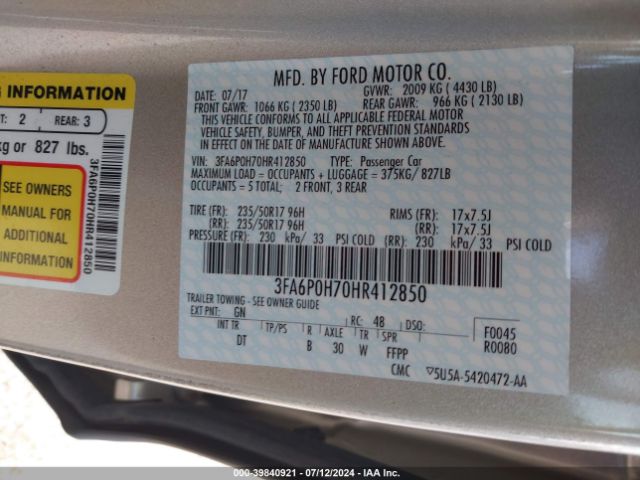 G INFORMATION
T: 2 REAR: 3
kg or 827 lbs.
SEE OWNERS
MANUAL FOR
ADDITIONAL
INFORMATION
3FA6P0H70HR412850
MFD. BY FORD MOTOR CO.
DATE: 07/17 GVWR: 2009 KG ( 4430 LB)
FRONT GAWR: 1066 KG ( 2350 LB) REAR GAWR: 966 KG ( 2130 LB)
THIS VEHICLE CONFORMS TO ALL APPLICABLE FEDERAL MOTOR
VEHICLE SAFETY, BUMPER, AND THEFT PREVENTION STANDARDS
IN EFFECT ON THE DATE OF MANUFACTURE SHOWN ABOVE.
VIN: 3FA6P0H70HR412850 TYPE: Passenger Car
MAXIMUM LOAD = OCCUPANTS + LUGGAGE = 375KG/ 827LB
OCCUPANTS = 5 TOTAL; 2 FRONT, 3 REAR
TIRE (FR): 235/50R17 96H RIMS (FR): 17x7.5J
(RR): 235/50R17 96H (RR): 17x7.5J
PRESSURE (FR): 230 kPa/ 33 PSI COLD (RR): 230 kPa/ 33 PSI COLD
3FA6P0H70HR412850
TRAILER TOWING - SEE OWNER GUIDE
EXT PNT: GN RC: 48 DSO: F0045
INT TR TP/PS R AXLE TR SPR R0080
DT B 30 W FFPP
CMC ▽5U5A-5420472-AA
000-39840921 - 07/12/2024 - IAA Inc.